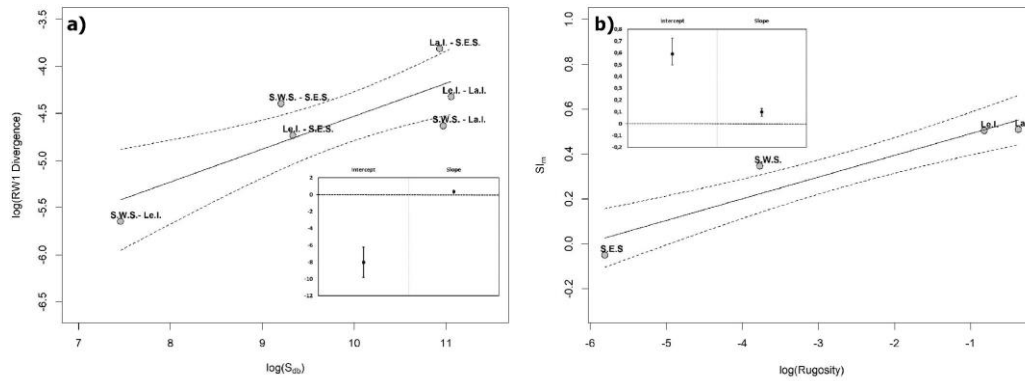 a)
-3.5
-4.0
-4.5
-5.0
-5.5
-6.0
-6.5
log(RW1 Divergence)
La.I. - S.E.S.
S.W.S. - S.E.S.
Le.I. - La.I.
Le.I. - S.E.S.
S.W.S. - La.I.
S.W.S.- Le.I.
Intercept Slope
2
0
-2
-4
-6
-8
-10
-12
7 8 9 10 11
log(Sdb)
b)
1.0
0.8
0.6
0.4
0.2
0.0
-0.2
SIm
Intercept Slope
0,8
0,7
0,6
0,5
0,4
0,3
0,2
0,1
0
-0,1
-0,2
Le.I. La
S.W.S.
S.E.S
-6 -5 -4 -3 -2 -1
log(Rugosity)